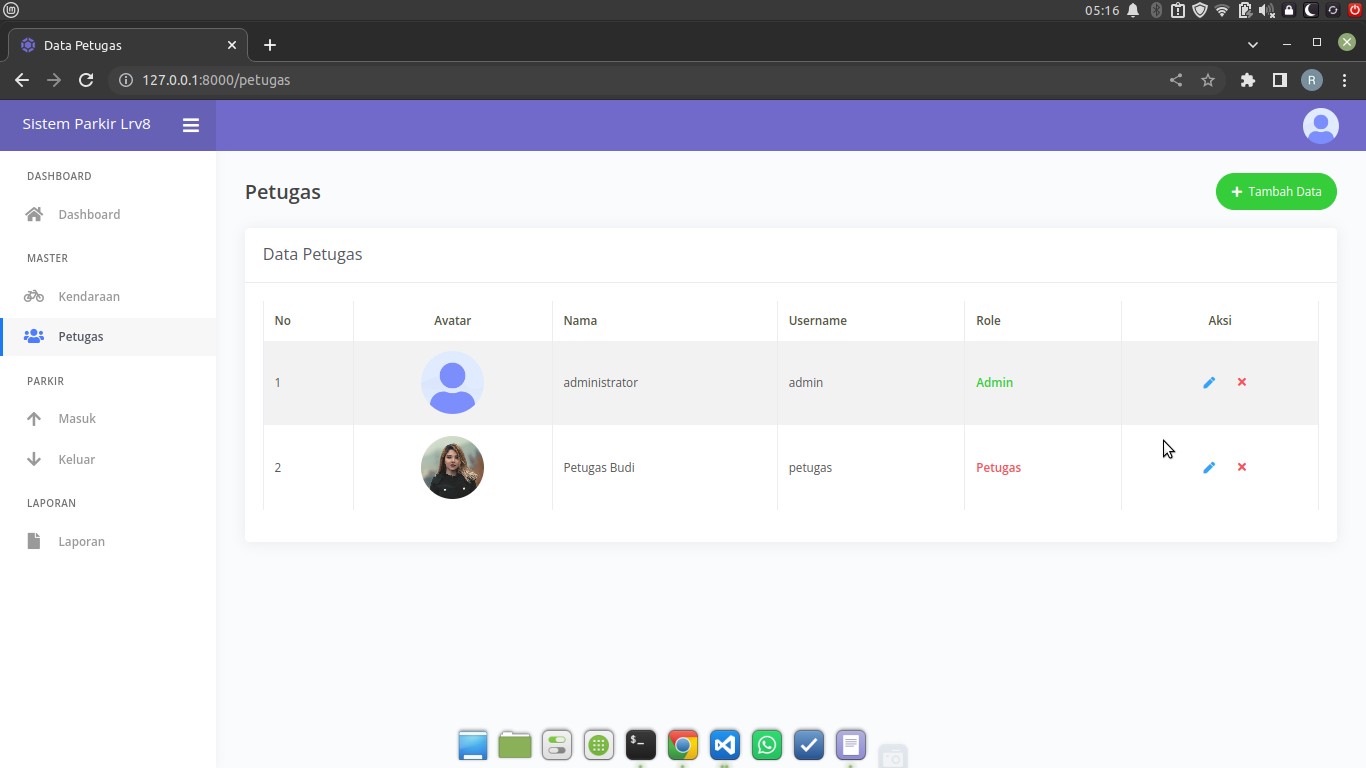 05:16
Data Petugas
127.0.0.1:8000/petugas
R
Sistem Parkir Lrv8
DASHBOARD
Dashboard
MASTER
Kendaraan
Petugas
PARKIR
Masuk
Keluar
LAPORAN
Laporan
Petugas
+ Tambah Data
Data Petugas
No Avatar Nama Username Role Aksi
1 administrator admin Admin
2 Petugas Budi petugas Petugas
$_